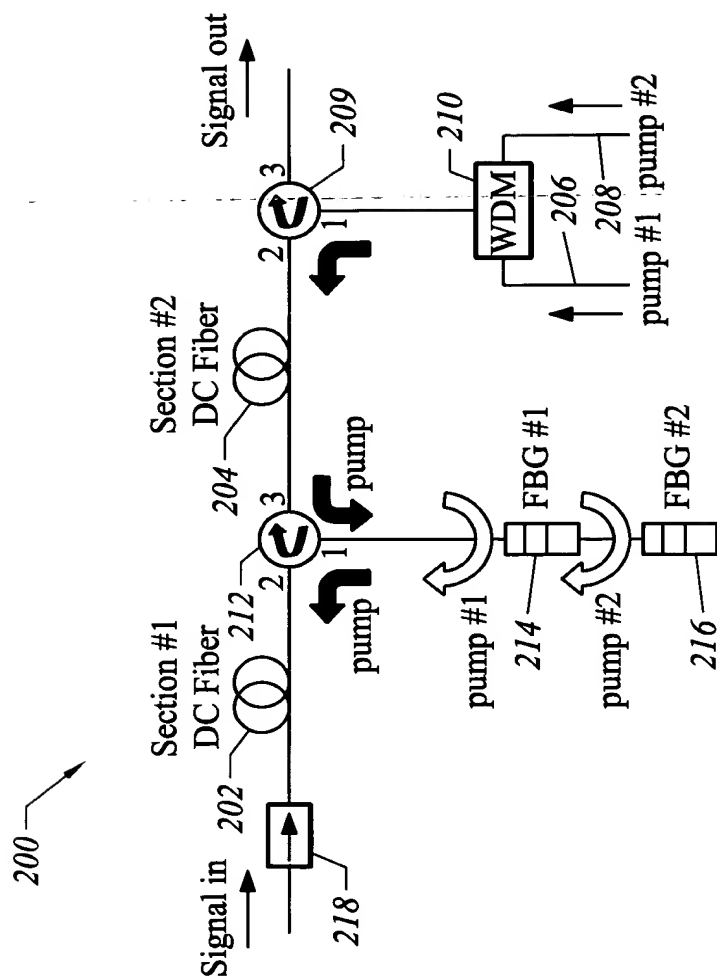 200
Signal in
218
Section #1
DC Fiber
202
212
2
3
1
pump
pump
pump #1
FBG #1
214
pump #2
FBG #2
216
Section #2
DC Fiber
204
2
3
1
209
Signal out
WDM
210
206
208
pump #1
pump #2